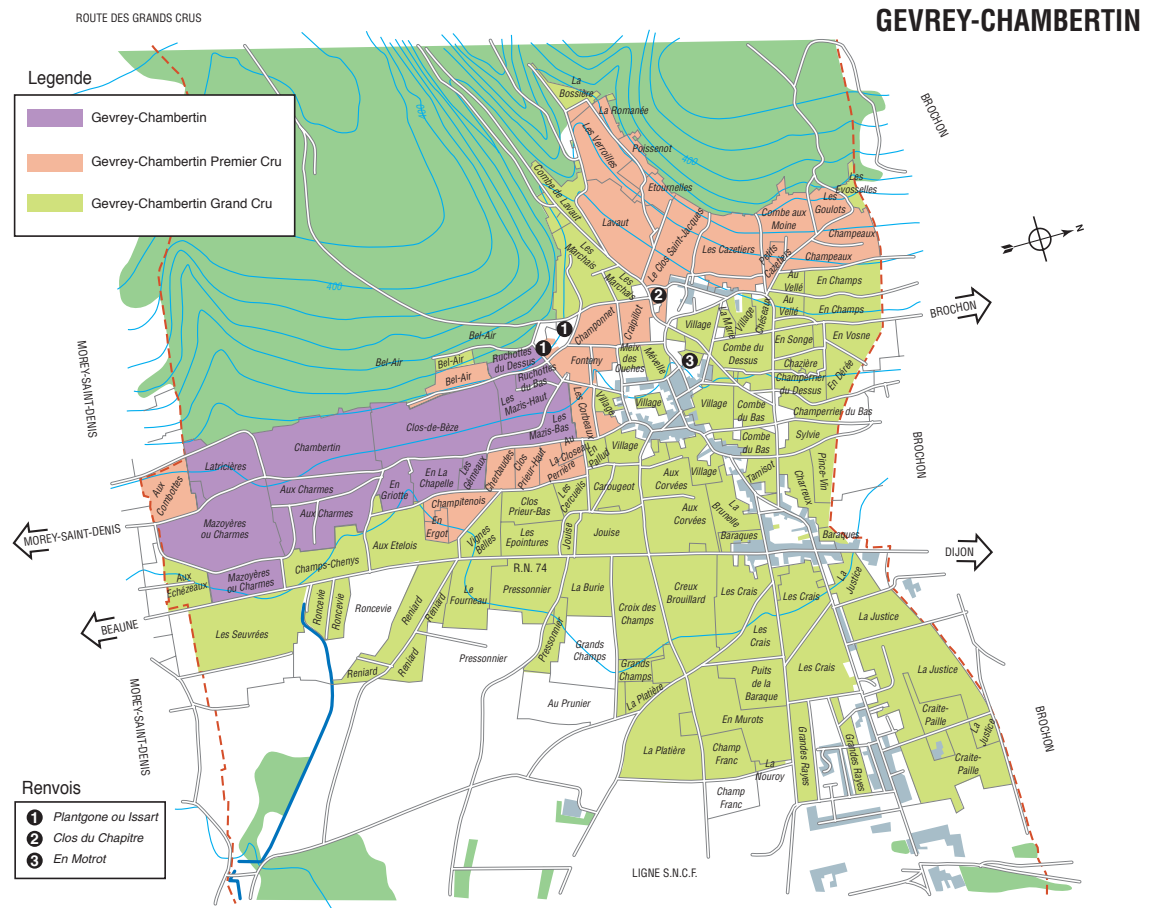 ROUTE DES GRANDS CRUS
GEVREY-CHAMBERTIN
Legende
Gevrey-Chambertin
Gevrey-Chambertin Premier Cru
Gevrey-Chambertin Grand Cru
400
400
400
BROCHON
N
La
Bossière
La Romanée
Les Verroilles
Poissenot
Combe de Lavaut
Etournelles
Lavaut
Le Clos Saint-Jacques
Les Cazetiers
Combe aux
Moine
Petits
Cazetiers
Les
Goulots
Les
Evosselles
Champeaux
Champeaux
Les
Marchais
Les
Marchais
Au
Vellé
En Champs
Au
Vellé
En Champs
BROCHON
2
1
1
3
Champonnet
Craipillot
Village
La Marie
Village
Chéseaux
En Songe
En Vosne
Bel-Air
Bel-Air
Bel-Air
Bel-Air
Ruchottes
du Dessus
Ruchottes
du Bas
Fonteny
Meix
des
Ouches
Méville
Combe du
Dessus
Chazière
Champerrier
du Dessus
En Dérée
MOREY-SAINT-DENIS
Les
Mazis-Haut
Les
Mazis-Bas
Les Corbeaux
Village
Village
Village
Combe
du Bas
Champerries du Bas
Clos-de-Bèze
Chambertin
Latricières
Combe
du Bas
Sylvie
BROCHON
Aux
Combottes
Aux Charmes
Aux Charmes
En
Griotte
En La
Chapelle
Les
Gémeaux
Cherbaudes
Clos
Prieur-Haut
La Closeau
Au
Perrière
En
Pallud
Village
Aux
Corvées
Village
Tamisot
Charreux
Pince Vin
Champitenois
En
Ergot
Clos
Prieur-Bas
Les
Cercueils
Carougeot
Aux
Corvées
La
Brunelle
Baraques
Baraques
MOREY-SAINT-DENIS
Mazoyères
ou Charmes
Mazoyères
ou Charmes
Aux Etelois
Vignes
Belles
Les
Epointures
Jouise
Jouise
DIJON
Champs-Chenys
Aux
Echézeaux
R.N. 74
BEAUNE
Les Seuvrées
Roncevie
Roncevie
Roncevie
Reniard
Reniard
Reniard
Reniard
Le
Fourneau
Pressonnier
Pressonnier
Pressonnier
La Burie
Croix des
Champs
Creux
Brouillard
Les Crais
Les Crais
La
Justice
La Justice
Grands
Champs
Grands
Champs
Les
Crais
Les Crais
La Justice
Au Prunier
La Platière
Puits
de la
Baraque
En Murots
Craite-
Paille
La
Justice
Craite-
Paille
BROCHON
MOREY-SAINT-DENIS
La Platière
Champ
Franc
La
Nouroy
Champ
Franc
Grandes Rayes
Grandes Rayes
Renvois
1 Plantgone ou Issart
2 Clos du Chapitre
3 En Motrot
LIGNE S.N.C.F.